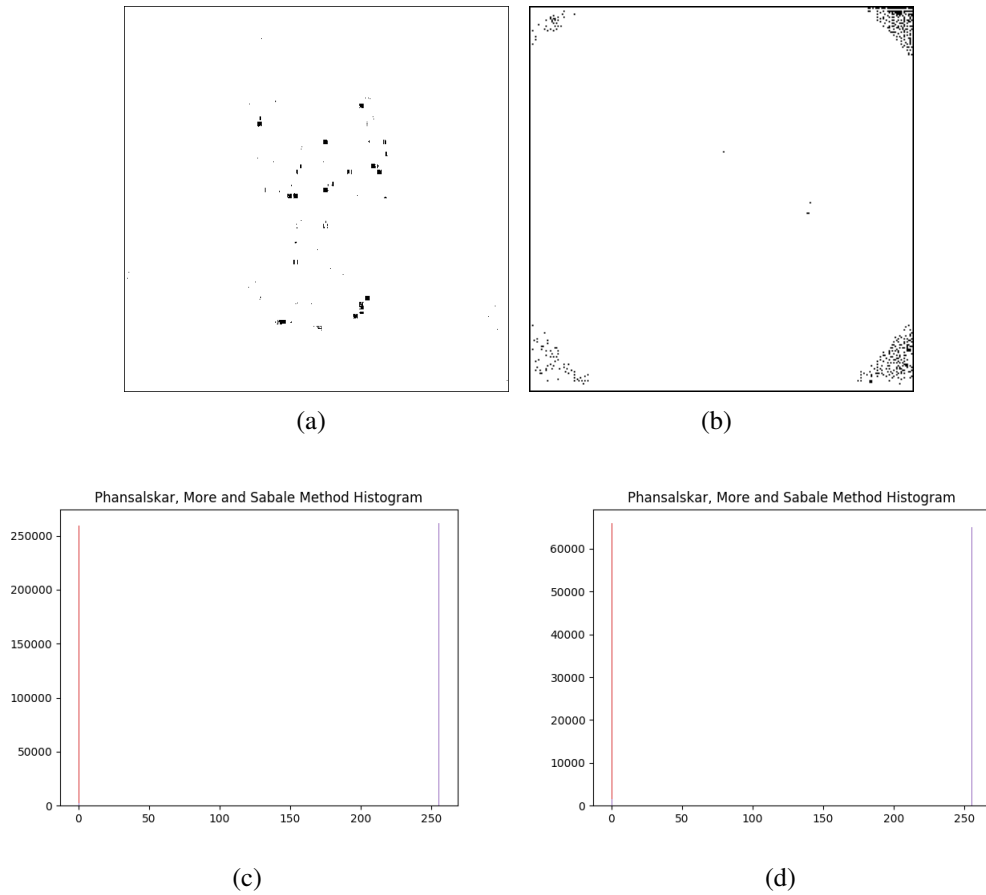 (a)
(b)
Phansalskar, More and Sabale Method Histogram
250000
200000
150000
100000
50000
0
0 50 100 150 200 250
(c)
Phansalskar, More and Sabale Method Histogram
60000
50000
40000
30000
20000
10000
0
0 50 100 150 200 250
(d)